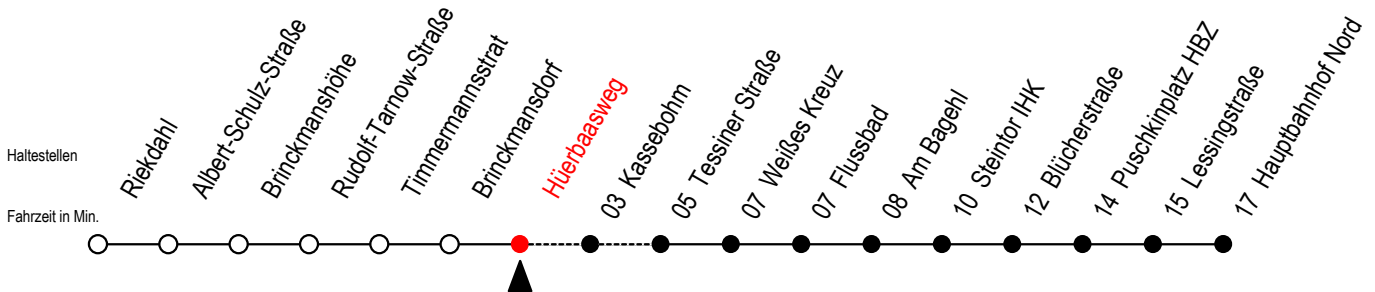 Haltestellen
Fahrzeit in Min.
Riekdahl
Albert-Schulz-Straße
Brinckmanshöhe
Rudolf-Tarnow-Straße
Timmermannsstrat
Brinckmansdorf
Hüerbaasweg
03 Kassebohm
05 Tessiner Straße
07 Weißes Kreuz
07 Flussbad
08 Am Bagehl
10 Steintor IHK
12 Blücherstraße
14 Puschkinplatz HBZ
15 Lessingstraße
17 Hauptbahnhof Nord